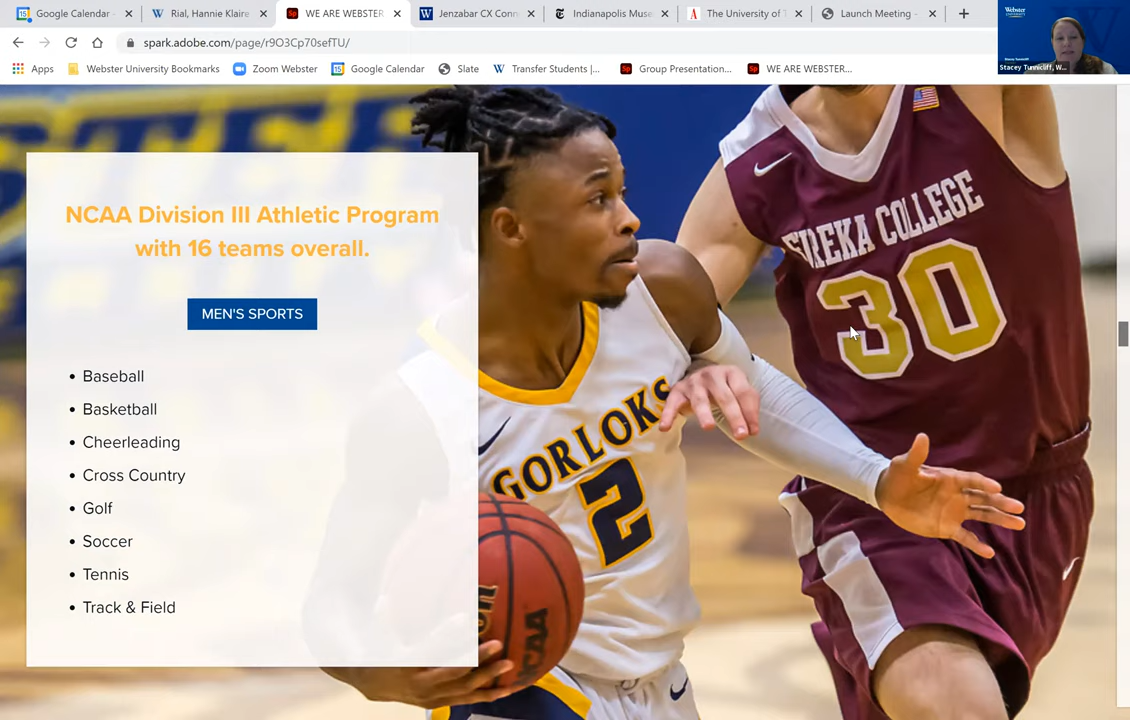 Google Calendar -
Rial, Hannie Klaire
WE ARE WEBSTER
Jenzabar CX Conn
Indianapolis Muse
The University of T
Launch Meeting -
spark.adobe.com/page/r9O3Cp70sefTU/
Apps
Webster University Bookmarks
Zoom Webster
Google Calendar
Slate
Transfer Students |...
Group Presentation...
WE ARE WEBSTER...
Webster
UNIVERSITY
Stacey Tunnicliff, W...
NCAA Division III Athletic Program
with 16 teams overall.
MEN'S SPORTS
• Baseball
• Basketball
• Cheerleading
• Cross Country
• Golf
• Soccer
• Tennis
• Track & Field
GORLOKS
2
EUREKA COLLEGE
30
NCAA